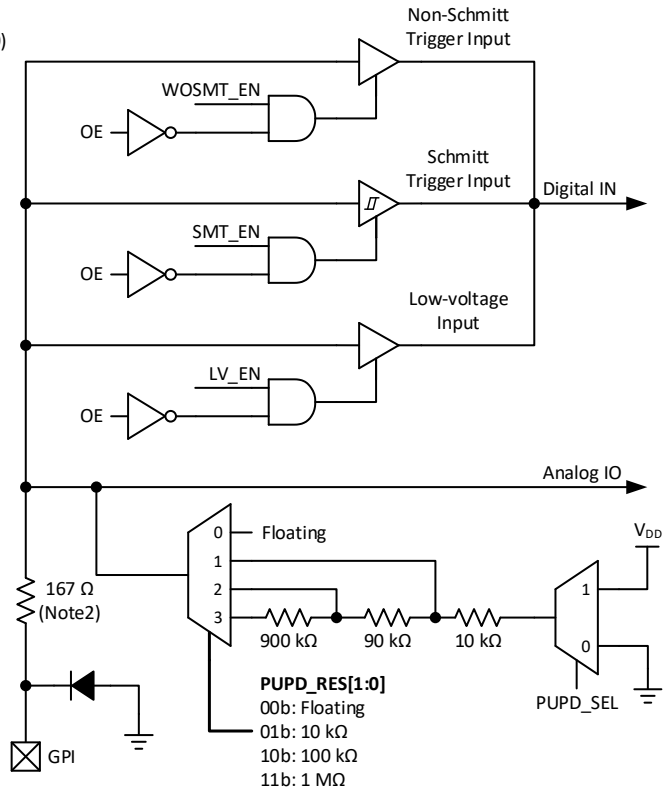 )
Non-Schmitt
Trigger Input
WOSMT_EN
OE
Schmitt
Trigger Input
Digital IN
SMT_EN
OE
Low-voltage
Input
LV_EN
OE
Analog IO
0
Floating
1
2
3
900 kΩ
90 kΩ
10 kΩ
VDD
1
0
PUPD_SEL
167 Ω
(Note2)
PUPD_RES[1:0]
00b: Floating
01b: 10 kΩ
10b: 100 kΩ
11b: 1 MΩ
GPI